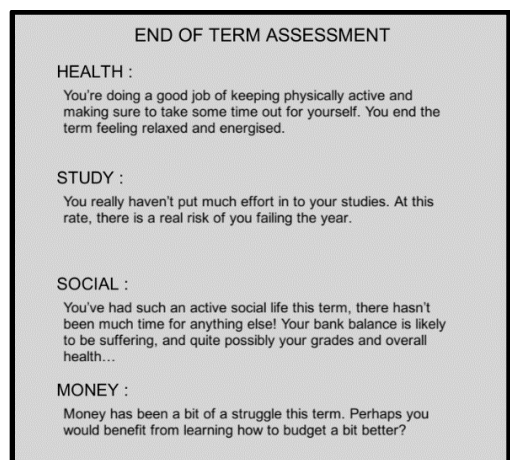 END OF TERM ASSESSMENT
HEALTH :
You're doing a good job of keeping physically active and
making sure to take some time out for yourself. You end the
term feeling relaxed and energised.
STUDY :
You really haven't put much effort in to your studies. At this
rate, there is a real risk of you failing the year.
SOCIAL :
You've had such an active social life this term, there hasn't
been much time for anything else! Your bank balance is likely
to be suffering, and quite possibly your grades and overall
health…
MONEY :
Money has been a bit of a struggle this term. Perhaps you
would benefit from learning how to budget a bit better?